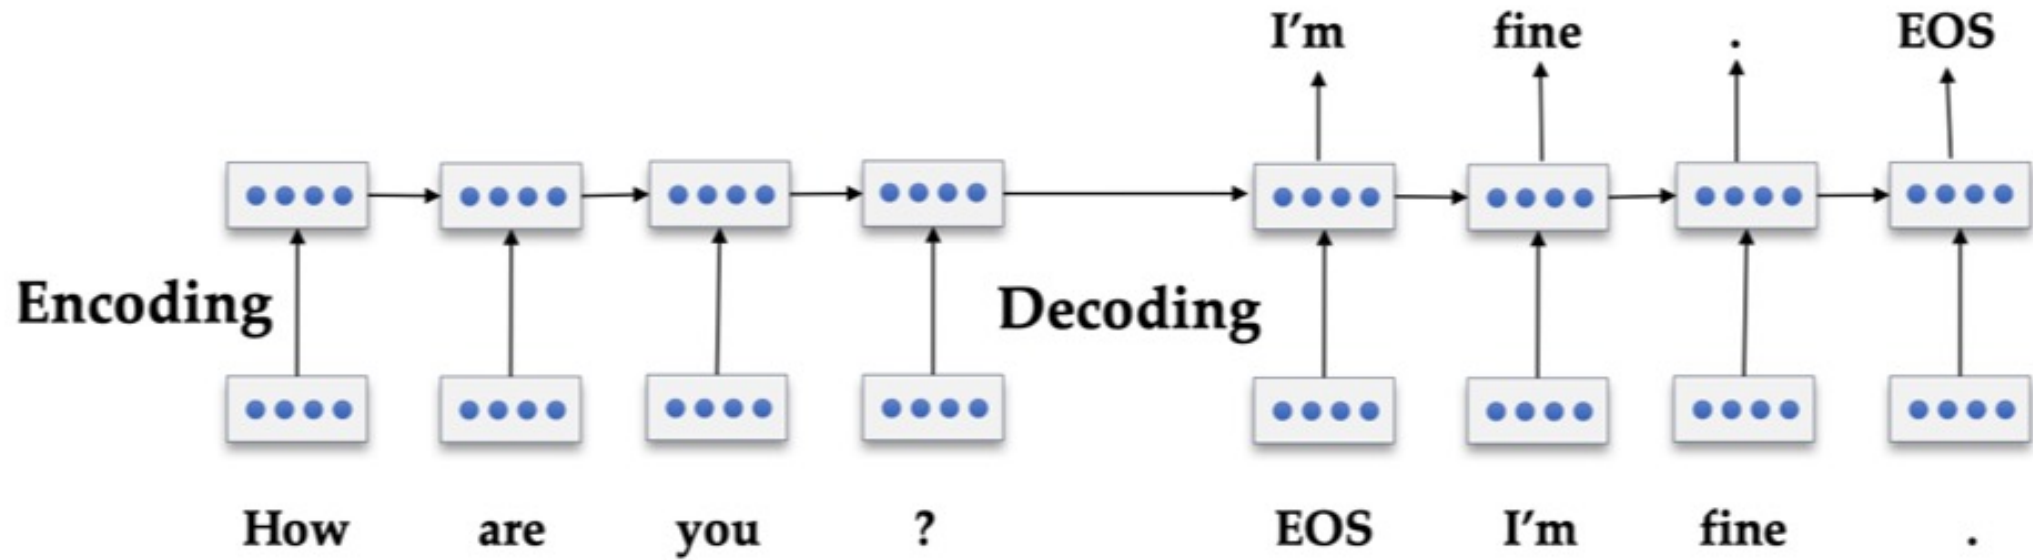 I'm fine . EOS
Encoding Decoding
How are you ? EOS I'm fine .